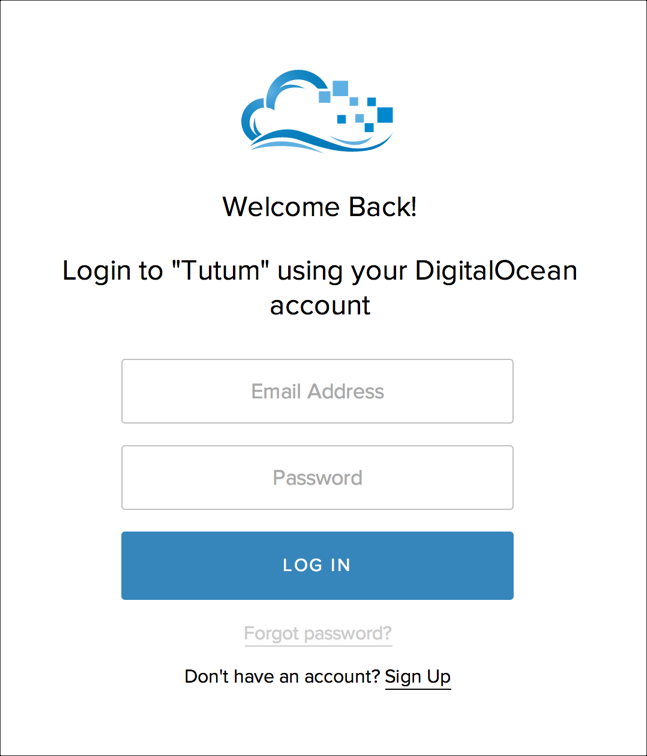 Welcome Back!
Login to "Tutum" using your DigitalOcean
account
Email Address
Password
LOG IN
Forgot password?
Don't have an account? Sign Up